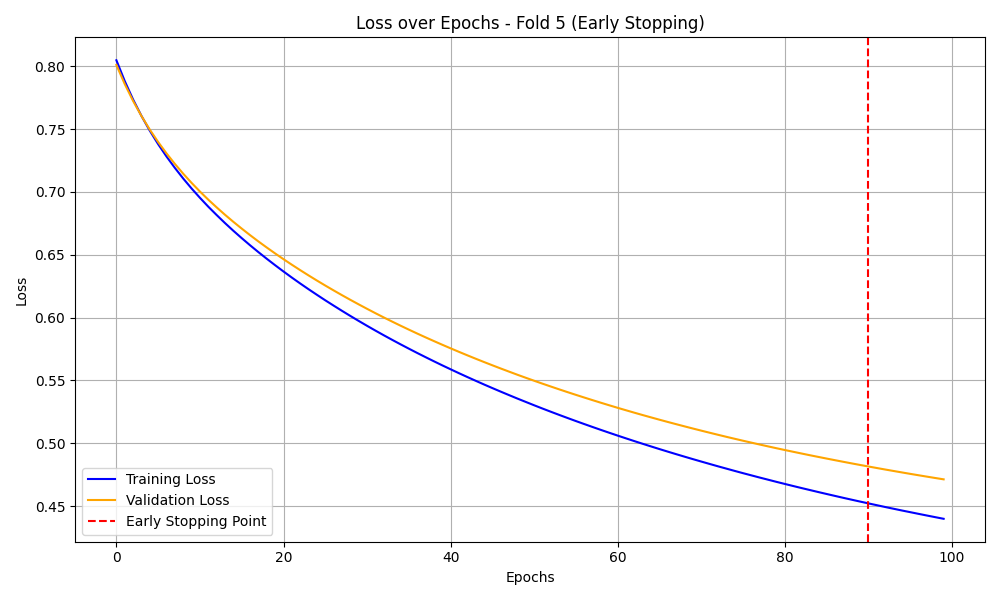 Loss over Epochs - Fold 5 (Early Stopping)
Loss
0.80
0.75
0.70
0.65
0.60
0.55
0.50
0.45
Training Loss
Validation Loss
Early Stopping Point
0 20 40 60 80 100
Epochs